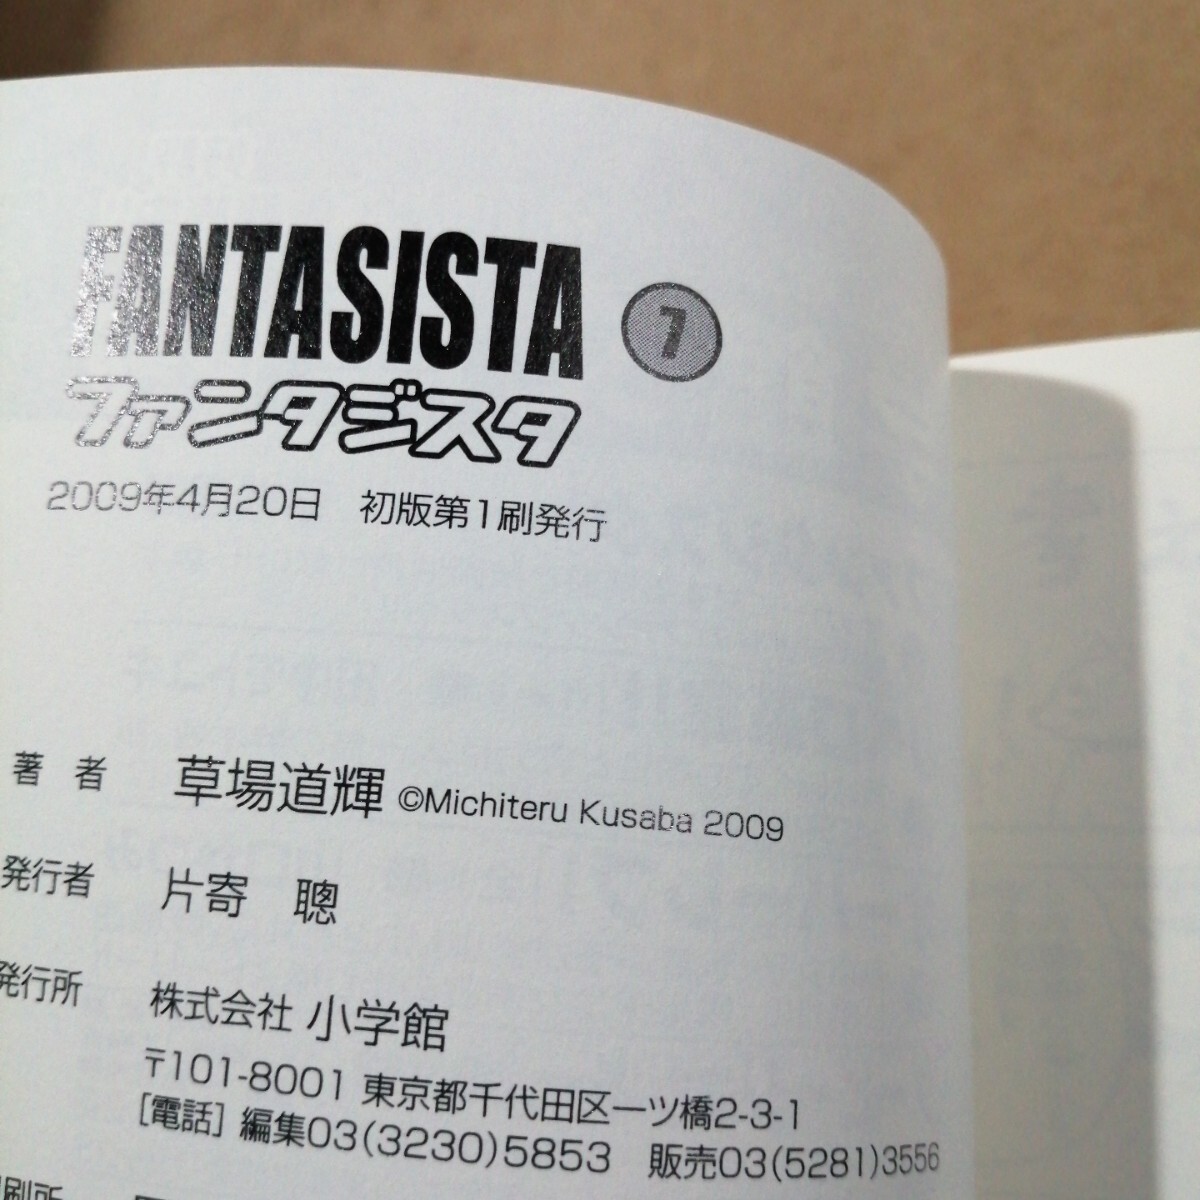 FANTASISTA 7
ファンタジスタ
2009年4月20日 初版第1刷発行
著者 草場道輝 ©Michiteru Kusaba 2009
発行者 片寄 聰
発行所 株式会社 小学館
〒101-8001 東京都千代田区一ツ橋2-3-1
[電話] 編集03(3230)5853 販売03(5281)3556
刷所